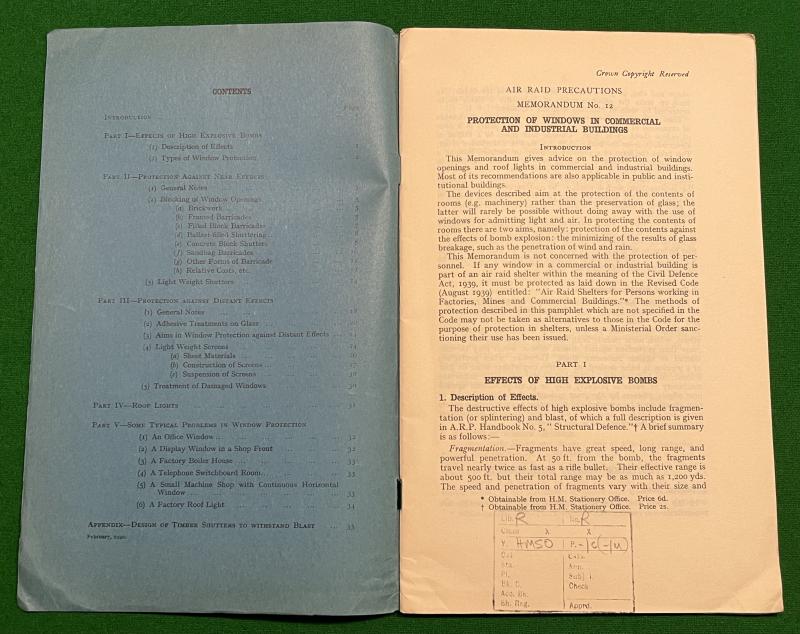 CONTENTS
Page
INTRODUCTION
PART I—EFFECTS OF HIGH EXPLOSIVE BOMBS
(1) Description of Effects 1
(2) Types of Window Protection
PART II—PROTECTION AGAINST NEAR EFFECTS
(1) General Notes
(2) Blocking of Window Openings
(a) Brickwork
(b) Framed Barricades
(c) Filled Block Barricades
(d) Ballast-filled Shuttering
(e) Concrete Block Shutters
(f) Sandbag Barricades
(g) Other Forms of Barricade
(h) Relative Costs, etc.
(3) Light Weight Shutters
PART III—PROTECTION AGAINST DISTANT EFFECTS
(1) General Notes
(2) Adhesive Treatments on Glass
(3) Aims in Window Protection against Distant Effects
(4) Light Weight Screens
(a) Sheet Materials
(b) Construction of Screens
(c) Suspension of Screens
(5) Treatment of Damaged Windows 30
PART IV—ROOF LIGHTS 31
PART V—SOME TYPICAL PROBLEMS IN WINDOW PROTECTION
(1) An Office Window 32
(2) A Display Window in a Shop Front 32
(3) A Factory Boiler House 33
(4) A Telephone Switchboard Room 33
(5) A Small Machine Shop with Continuous Horizontal
Window 33
(6) A Factory Roof Light 34
APPENDIX—DESIGN OF TIMBER SHUTTERS TO WITHSTAND BLAST 35
February,
Crown Copyright Reserved
AIR RAID PRECAUTIONS
MEMORANDUM No. 12
PROTECTION OF WINDOWS IN COMMERCIAL
AND INDUSTRIAL BUILDINGS
INTRODUCTION
This Memorandum gives advice on the protection of window
openings and roof lights in commercial and industrial buildings.
Most of its recommendations are also applicable in public and insti-
tutional buildings.
The devices described aim at the protection of the contents of
rooms (e.g. machinery) rather than the preservation of glass; the
latter will rarely be possible without doing away with the use of
windows for admitting light and air. In protecting the contents of
rooms there are two aims, namely: protection of the contents against
the effects of bomb explosion: the minimizing of the results of glass
breakage, such as the penetration of wind and rain.
This Memorandum is not concerned with the protection of per-
sonnel. If any window in a commercial or industrial building is
part of an air raid shelter within the meaning of the Civil Defence
Act, 1939, it must be protected as laid down in the Revised Code
(August 1939) entitled: "Air Raid Shelters for Persons working in
Factories, Mines and Commercial Buildings."* The methods of
protection described in this pamphlet which are not specified in the
Code may not be taken as alternatives to those in the Code for the
purpose of protection in shelters, unless a Ministerial Order sanc-
tioning their use has been issued.
PART I
EFFECTS OF HIGH EXPLOSIVE BOMBS
1. Description of Effects.
The destructive effects of high explosive bombs include fragmen-
tation (or splintering) and blast, of which a full description is given
in A.R.P. Handbook No. 5, "Structural Defence."† A brief summary
is as follows:—
Fragmentation.—Fragments have great speed, long range, and
powerful penetration. At 50 ft. from the bomb, the fragments
travel nearly twice as fast as a rifle bullet. Their effective range is
about 500 ft. but their total range may be as much as 1,200 yds.
The speed and penetration of fragments vary with their size and
* Obtainable from H.M. Stationery Office. Price 6d.
† Obtainable from H.M. Stationery Office. Price 2s.
R R
Class
Y. HMSO P.
Col
Sta.
Pl. Subj
Bk. C. Check
Acc. Bk.
Bk. Reg. Apprd.